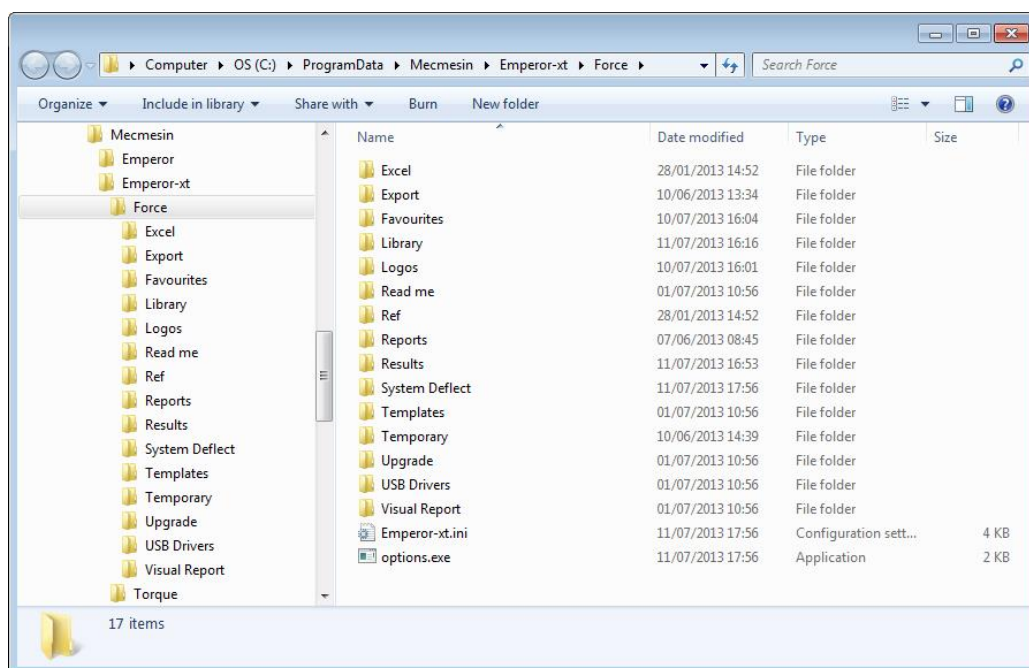 Computer ▸ OS (C:) ▸ ProgramData ▸ Mecmesin ▸ Emperor-xt ▸ Force ▸ Search Force
Organize Include in library Share with Burn New folder
Mecmesin
Emperor
Emperor-xt
Force
Excel
Export
Favourites
Library
Logos
Read me
Ref
Reports
Results
System Deflect
Templates
Temporary
Upgrade
USB Drivers
Visual Report
Torque
Name Date modified Type Size
Excel 28/01/2013 14:52 File folder
Export 10/06/2013 13:34 File folder
Favourites 10/07/2013 16:04 File folder
Library 11/07/2013 16:16 File folder
Logos 10/07/2013 16:01 File folder
Read me 01/07/2013 10:56 File folder
Ref 28/01/2013 14:52 File folder
Reports 07/06/2013 08:45 File folder
Results 11/07/2013 16:53 File folder
System Deflect 11/07/2013 17:56 File folder
Templates 01/07/2013 10:56 File folder
Temporary 10/06/2013 14:39 File folder
Upgrade 01/07/2013 10:56 File folder
USB Drivers 01/07/2013 10:56 File folder
Visual Report 01/07/2013 10:56 File folder
Emperor-xt.ini 11/07/2013 17:56 Configuration sett... 4 KB
options.exe 11/07/2013 17:56 Application 2 KB
17 items